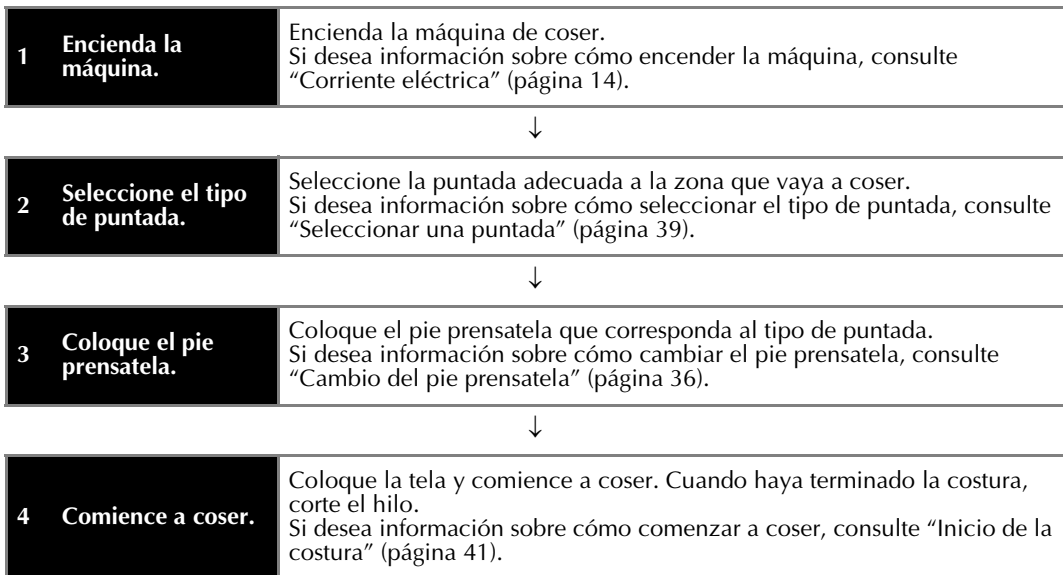 1 Encienda la
máquina.
Encienda la máquina de coser.
Si desea información sobre cómo encender la máquina, consulte
“Corriente eléctrica” (página 14).
↓
2 Seleccione el tipo
de puntada.
Seleccione la puntada adecuada a la zona que vaya a coser.
Si desea información sobre cómo seleccionar el tipo de puntada, consulte
“Seleccionar una puntada” (página 39).
↓
3 Coloque el pie
prensatela.
Coloque el pie prensatela que corresponda al tipo de puntada.
Si desea información sobre cómo cambiar el pie prensatela, consulte
“Cambio del pie prensatela” (página 36).
↓
4 Comience a coser.
Coloque la tela y comience a coser. Cuando haya terminado la costura,
corte el hilo.
Si desea información sobre cómo comenzar a coser, consulte “Inicio de la
costura” (página 41).